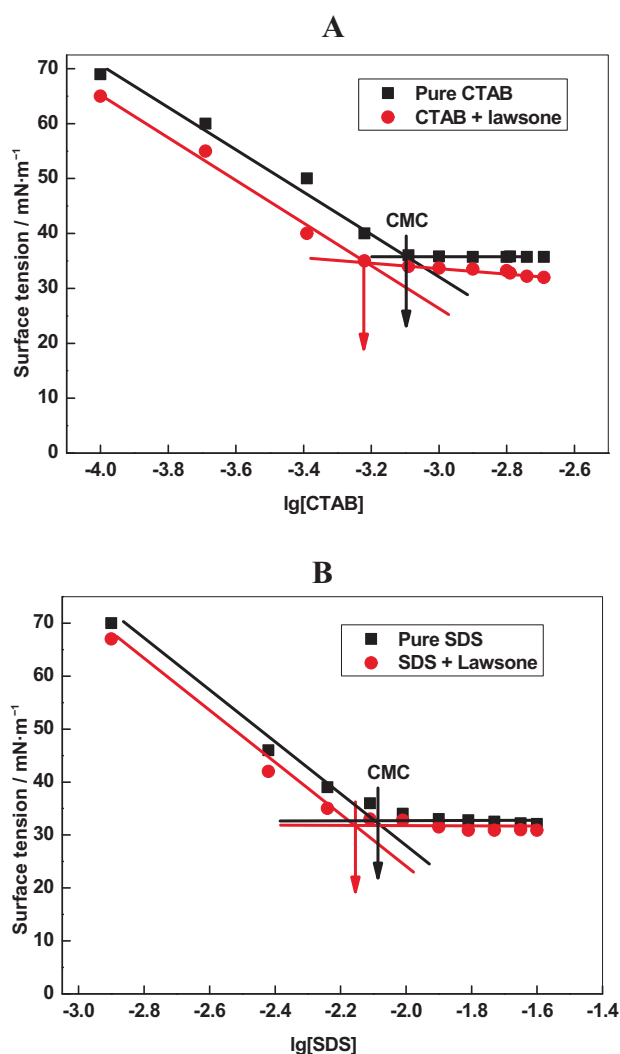 A
Surface tension / mN·m⁻¹
70
60
50
40
30
20
10
0
Pure CTAB
CTAB + lawsone
CMC
-4.0 -3.8 -3.6 -3.4 -3.2 -3.0 -2.8 -2.6
lg[CTAB]
B
Surface tension / mN·m⁻¹
70
60
50
40
30
20
10
0
Pure SDS
SDS + Lawsone
CMC
-3.0 -2.8 -2.6 -2.4 -2.2 -2.0 -1.8 -1.6 -1.4
lg[SDS]